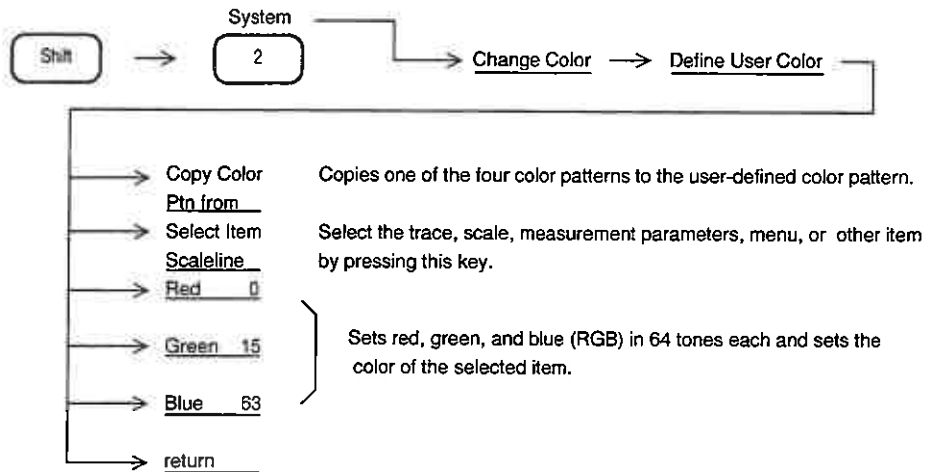 System
Shift
2
Change Color
Define User Color
Copy Color
Ptn from
Copies one of the four color patterns to the user-defined color pattern.
Select Item
Scaleline
Select the trace, scale, measurement parameters, menu, or other item
by pressing this key.
Red 0
Green 15
Blue 63
Sets red, green, and blue (RGB) in 64 tones each and sets the
color of the selected item.
return